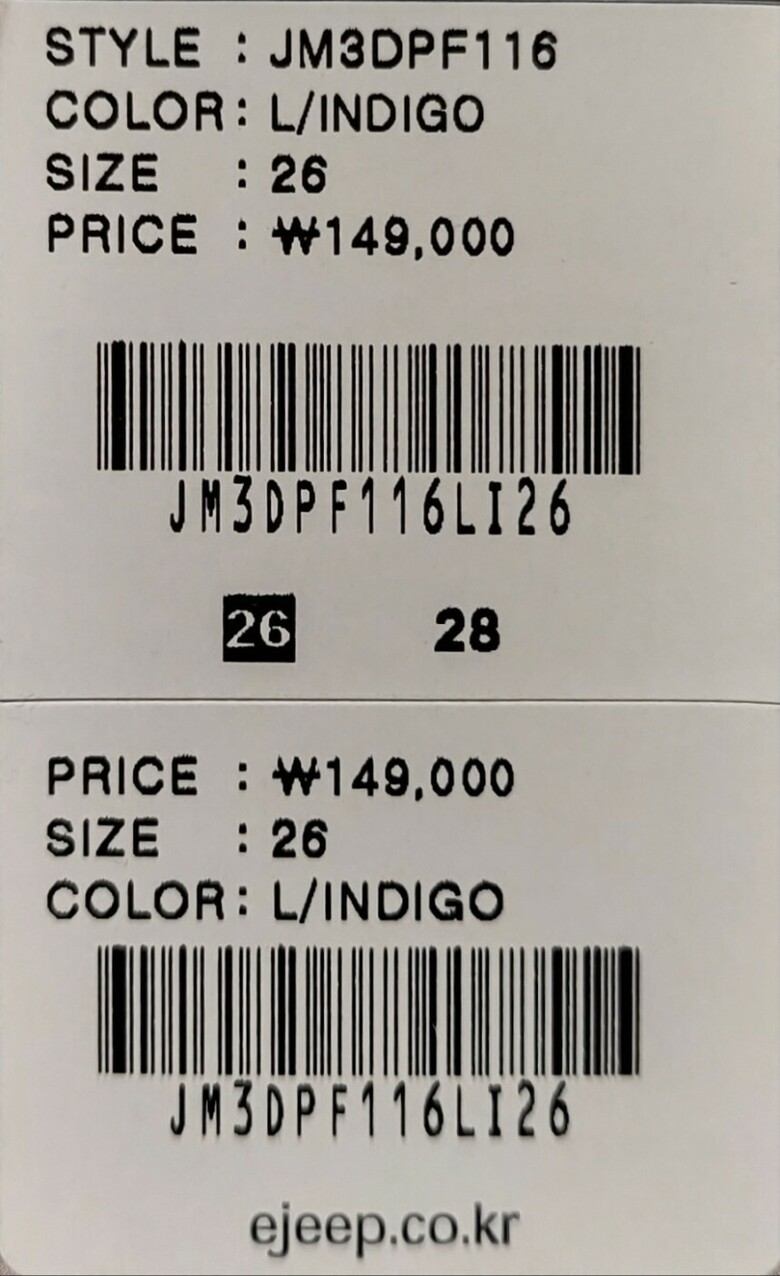 STYLE : JM3DPF116
COLOR: L/INDIGO
SIZE : 26
PRICE : ₩149,000
JM3DPF116LI26
26 28
PRICE : ₩149,000
SIZE : 26
COLOR: L/INDIGO
JM3DPF116LI26
ejeep.co.kr